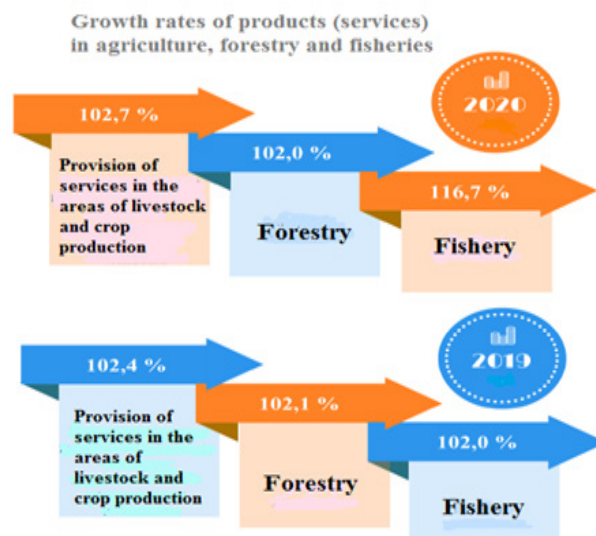 Growth rates of products (services)
in agriculture, forestry and fisheries
2020
102,7 %
102,0 %
116,7 %
Provision of
services in the
areas of livestock
and crop
production
Forestry
Fishery
2019
102,4 %
102,1 %
102,0 %
Provision of
services in the
areas of
livestock and
crop production
Forestry
Fishery